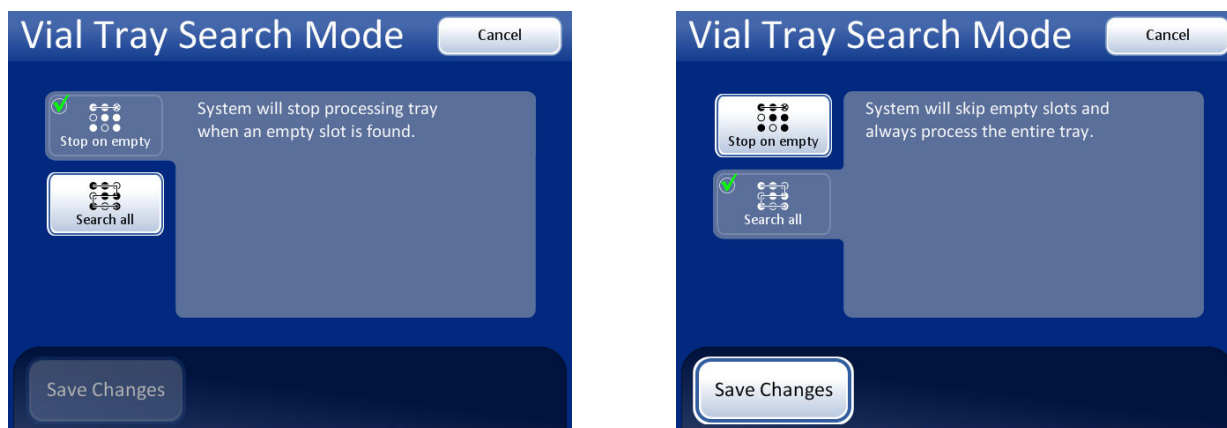 Vial Tray Search Mode
Cancel
Stop on empty
System will stop processing tray
when an empty slot is found.
Search all
Save Changes
Vial Tray Search Mode
Cancel
Stop on empty
System will skip empty slots and
always process the entire tray.
Search all
Save Changes